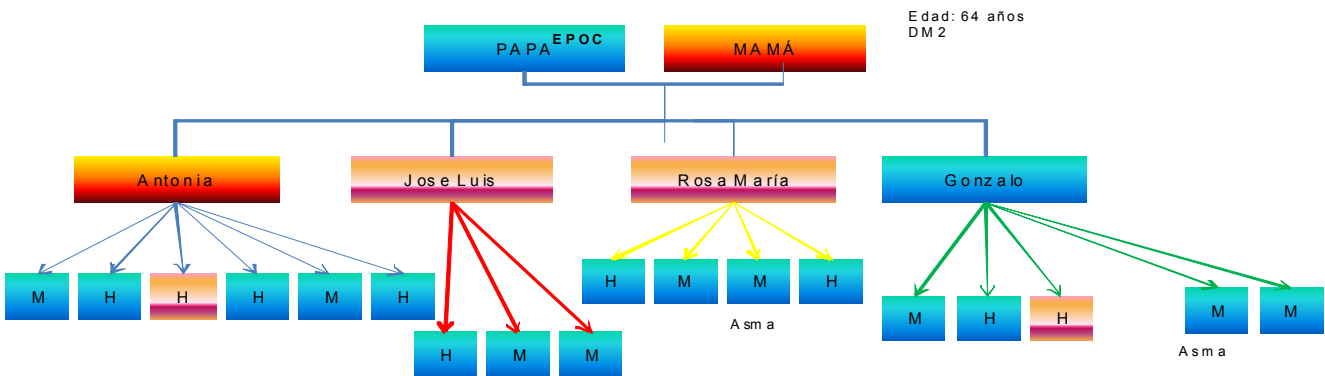 Edad: 64 años
DM2
PAPA EPOC
MAMÁ
Antonia
Jose Luis
Rosa María
Gonzalo
M H H H M H
H M M H
Asma
M H H M M
Asma
H M M